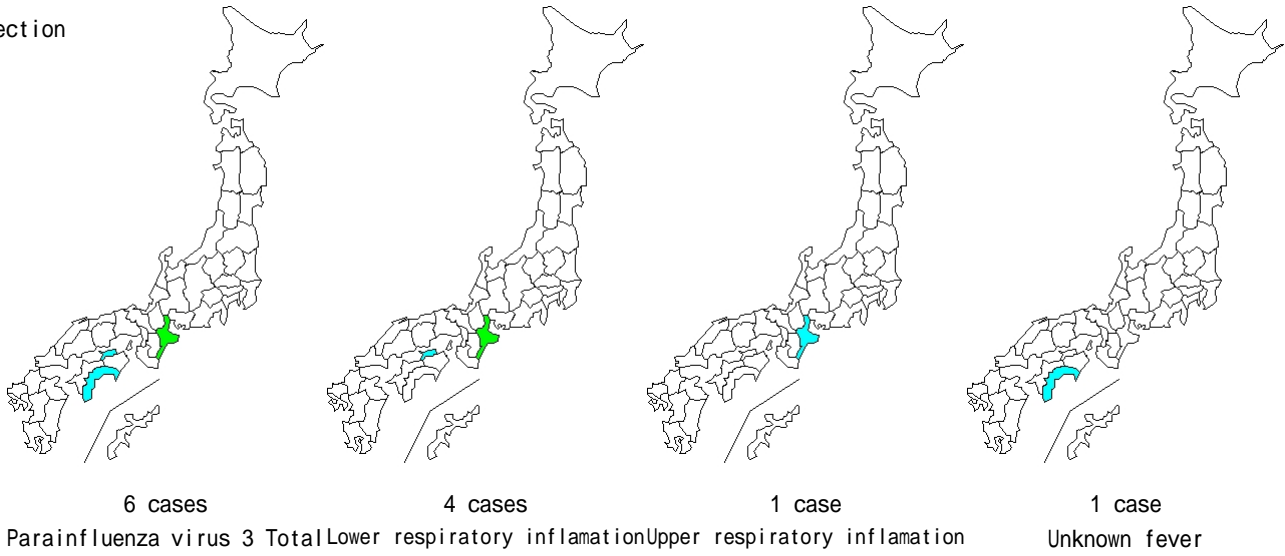 ection
6 cases
4 cases
1 case
1 case
Parainfluenza virus 3 Total
Lower respiratory inflamation
Upper respiratory inflamation
Unknown fever